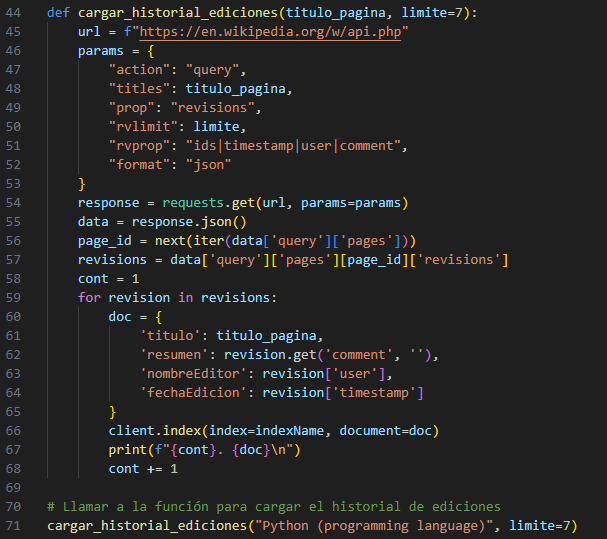 44 def cargar_historial_ediciones(titulo_pagina, limite=7):
45     url = f"https://en.wikipedia.org/w/api.php"
46     params = {
47         "action": "query",
48         "titles": titulo_pagina,
49         "prop": "revisions",
50         "rvlimit": limite,
51         "rvprop": "ids|timestamp|user|comment",
52         "format": "json"
53     }
54     response = requests.get(url, params=params)
55     data = response.json()
56     page_id = next(iter(data['query']['pages']))
57     revisions = data['query']['pages'][page_id]['revisions']
58     cont = 1
59     for revision in revisions:
60         doc = {
61             'titulo': titulo_pagina,
62             'resumen': revision.get('comment', ''),
63             'nombreEditor': revision['user'],
64             'fechaEdicion': revision['timestamp']
65         }
66         client.index(index=indexName, document=doc)
67         print(f"{cont}. {doc}\n")
68         cont += 1
69
70 # Llamar a la función para cargar el historial de ediciones
71 cargar_historial_ediciones("Python (programming language)", limite=7)